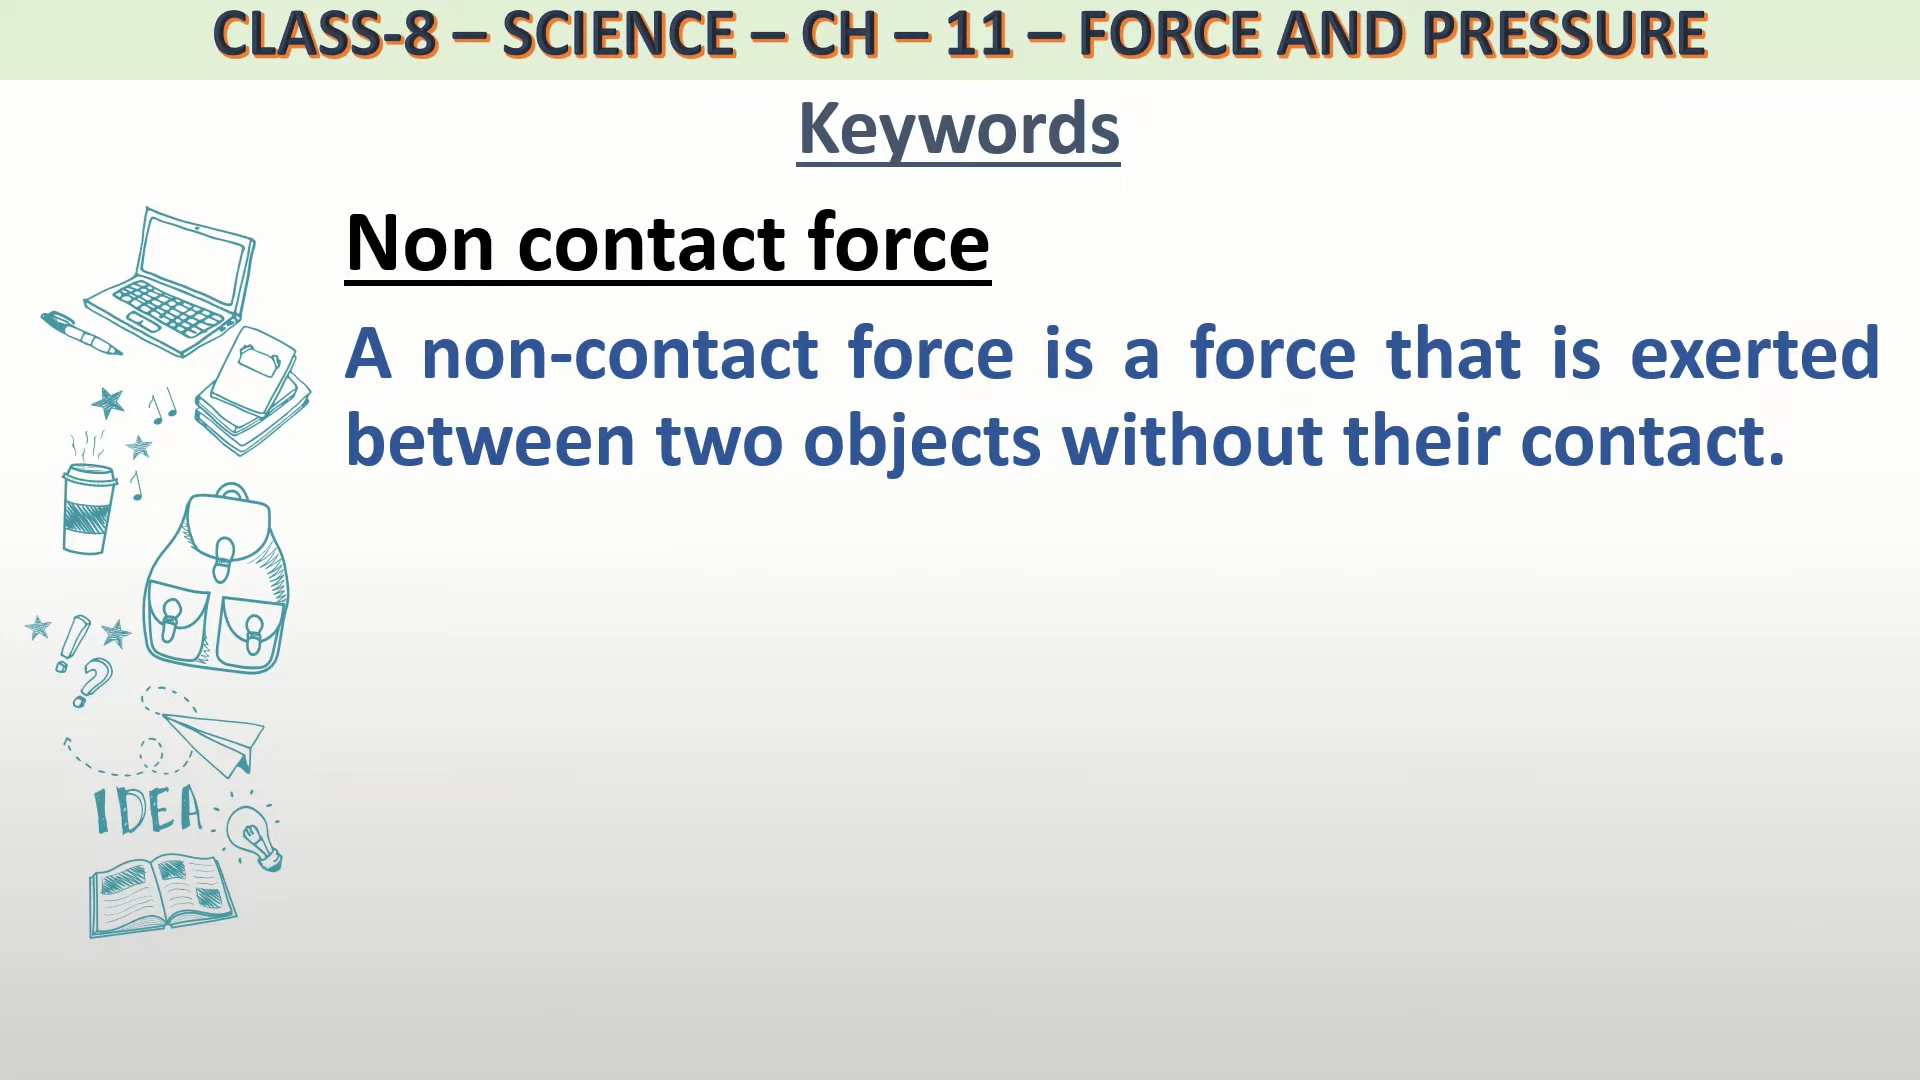 CLASS-8 – SCIENCE – CH – 11 – FORCE AND PRESSURE
Keywords
Non contact force
A non-contact force is a force that is exerted
between two objects without their contact.
IDEA